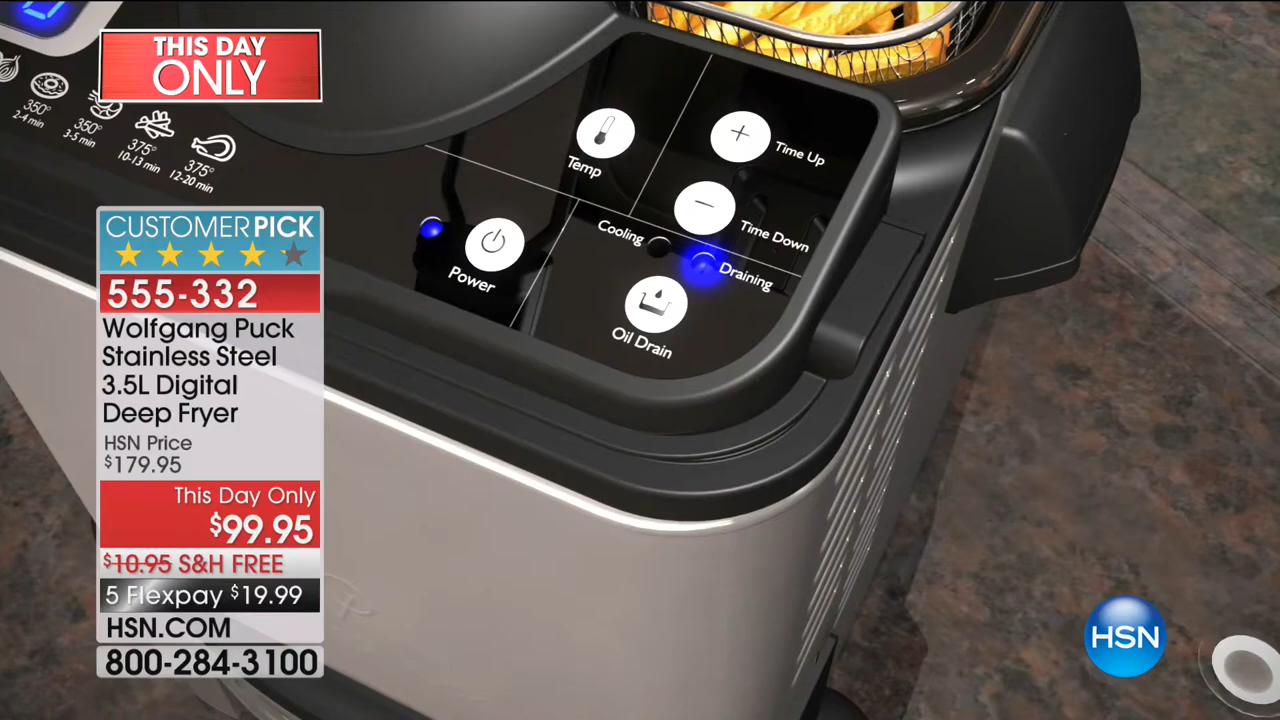 THIS DAY
ONLY
350°
2-4 min
350°
3-5 min
375°
10-13 min
375°
12-20 min
Temp
+
Time Up
−
Time Down
Cooling
Draining
Power
Oil Drain
CUSTOMER PICK
555-332
Wolfgang Puck
Stainless Steel
3.5L Digital
Deep Fryer
HSN Price
$179.95
This Day Only
$99.95
$10.95 S&H FREE
5 Flexpay $19.99
HSN.COM
800-284-3100
HSN